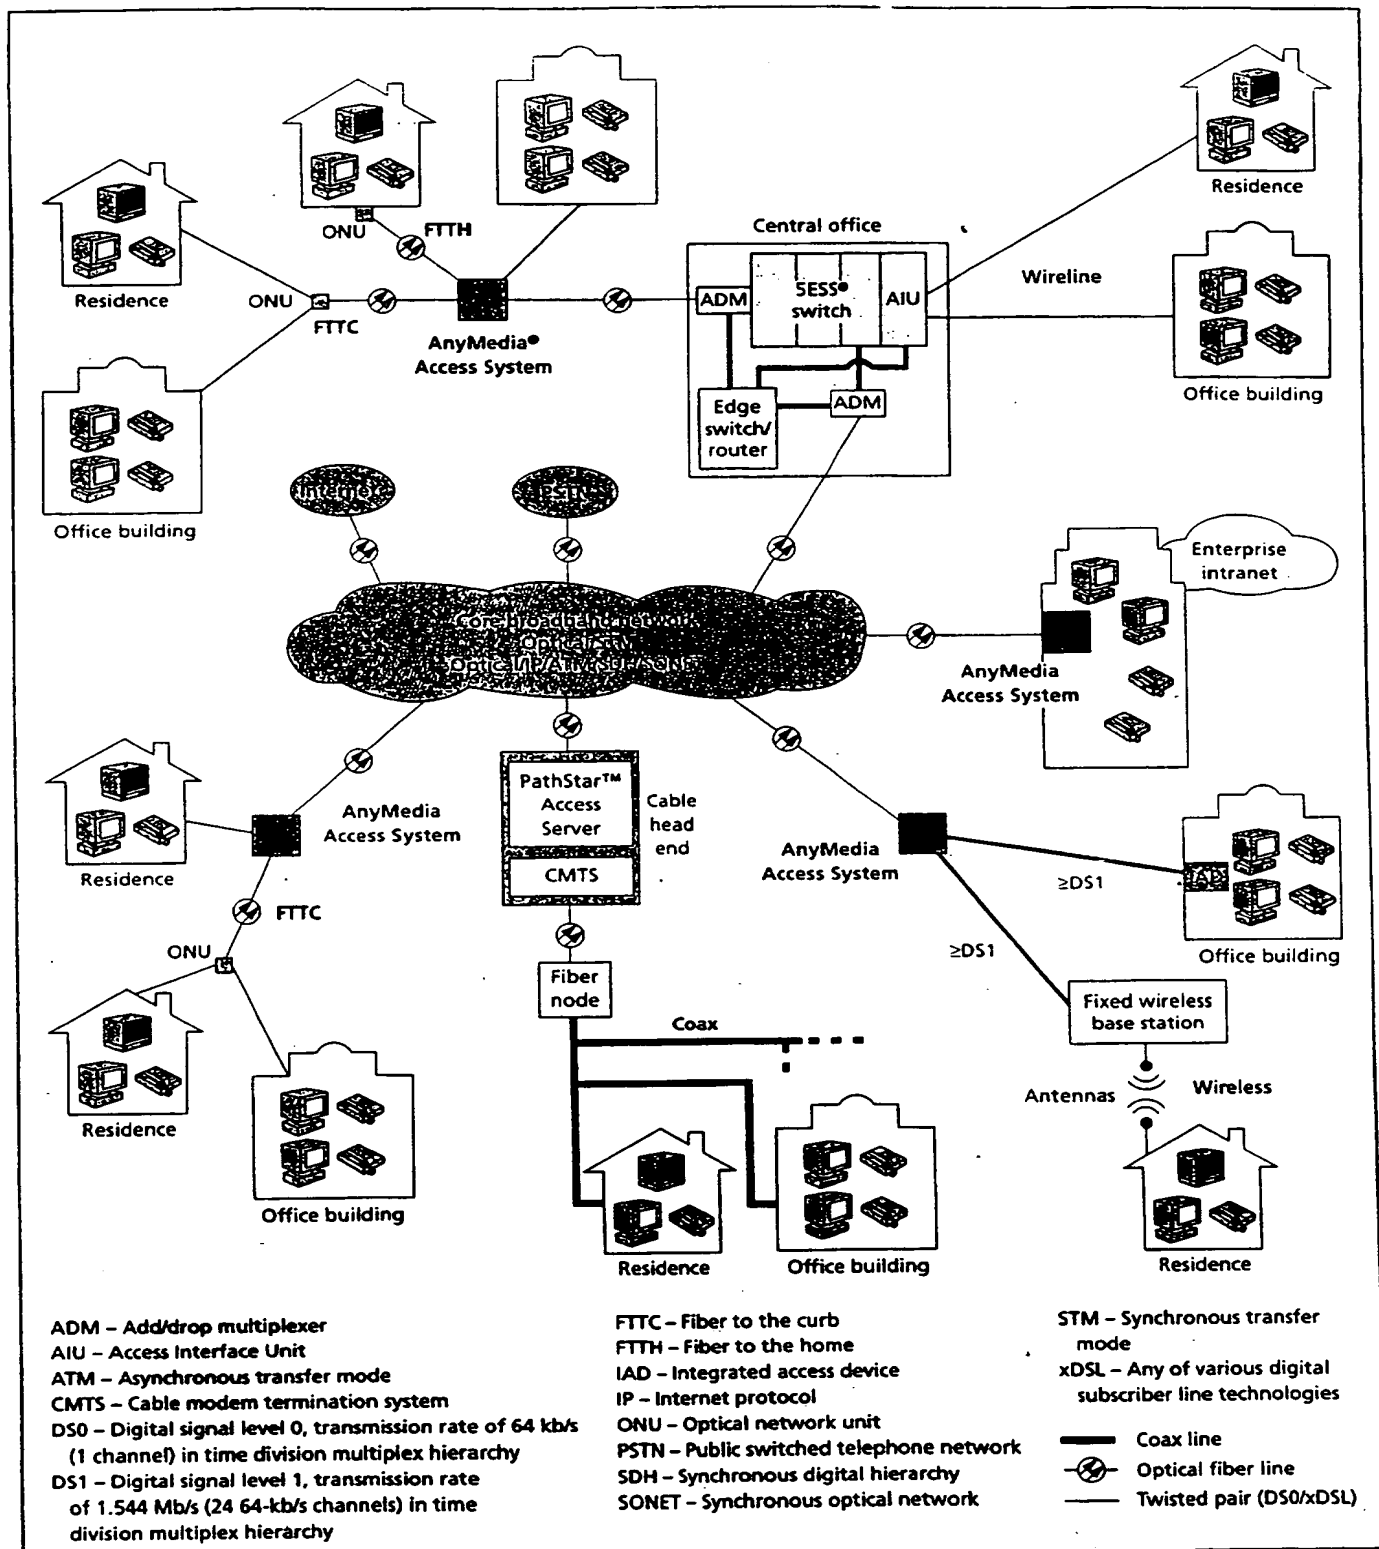 Residence
ONU
FTTH
Central office
Residence
Residence
ONU
FTTC
AnyMedia®
Access System
ADM
5ESS®
switch
AIU
Wireline
Edge
switch/
router
ADM
Office building
Office building
Internet
PSTN
Enterprise
intranet
Core broadband network
AnyMedia
Access System
AnyMedia
Access System
PathStar™
Access
Server
CMTS
Cable
head
end
AnyMedia
Access System
Residence
FTTC
ONU
≥DS1
IAD
Office building
≥DS1
Fiber
node
Fixed wireless
base station
Coax
Antennas
Wireless
Residence
Office building
Residence
Office building
Residence
ADM – Add/drop multiplexer
AIU – Access Interface Unit
ATM – Asynchronous transfer mode
CMTS – Cable modem termination system
DS0 – Digital signal level 0, transmission rate of 64 kb/s
(1 channel) in time division multiplex hierarchy
DS1 – Digital signal level 1, transmission rate
of 1.544 Mb/s (24 64-kb/s channels) in time
division multiplex hierarchy
FTTC – Fiber to the curb
FTTH – Fiber to the home
IAD – Integrated access device
IP – Internet protocol
ONU – Optical network unit
PSTN – Public switched telephone network
SDH – Synchronous digital hierarchy
SONET – Synchronous optical network
STM – Synchronous transfer
mode
xDSL – Any of various digital
subscriber line technologies
Coax line
Optical fiber line
Twisted pair (DS0/xDSL)